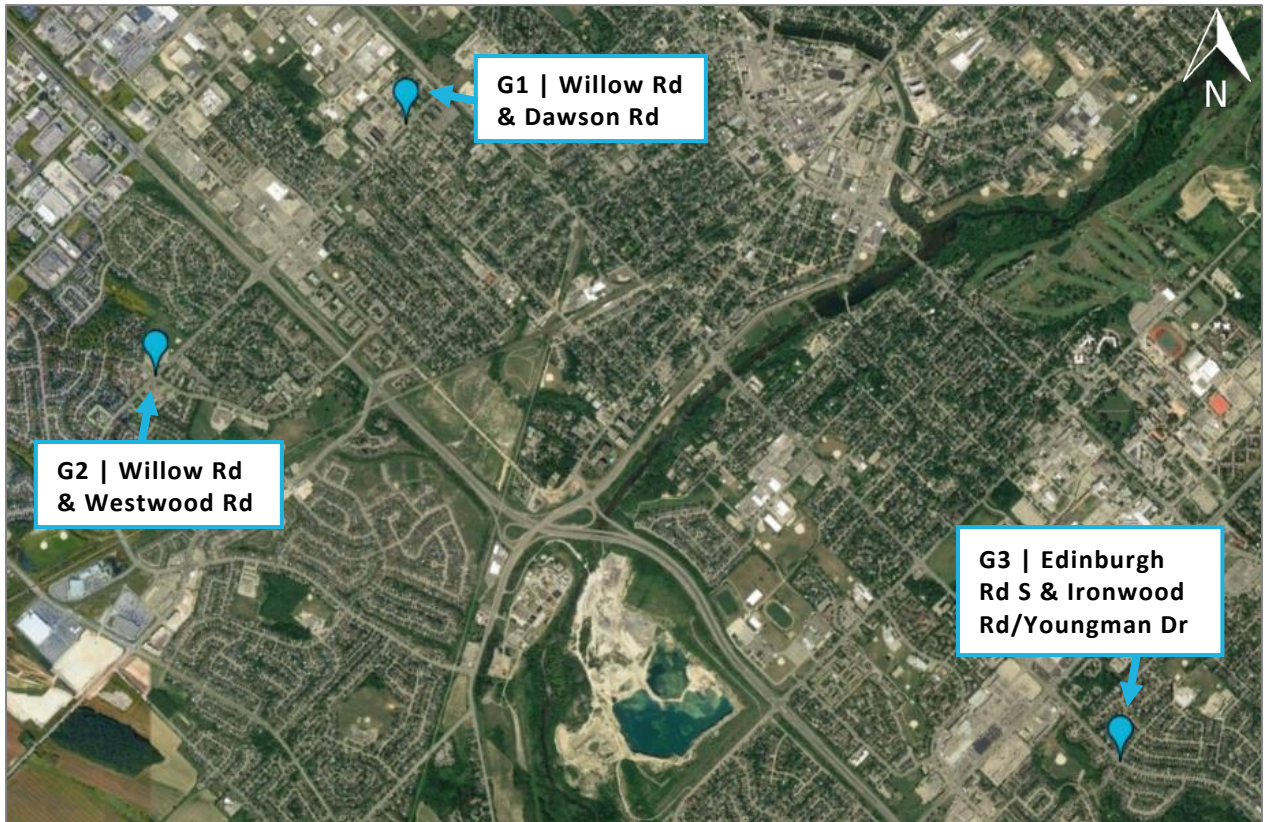 G1 | Willow Rd
& Dawson Rd
N
G2 | Willow Rd
& Westwood Rd
G3 | Edinburgh
Rd S & Ironwood
Rd/Youngman Dr